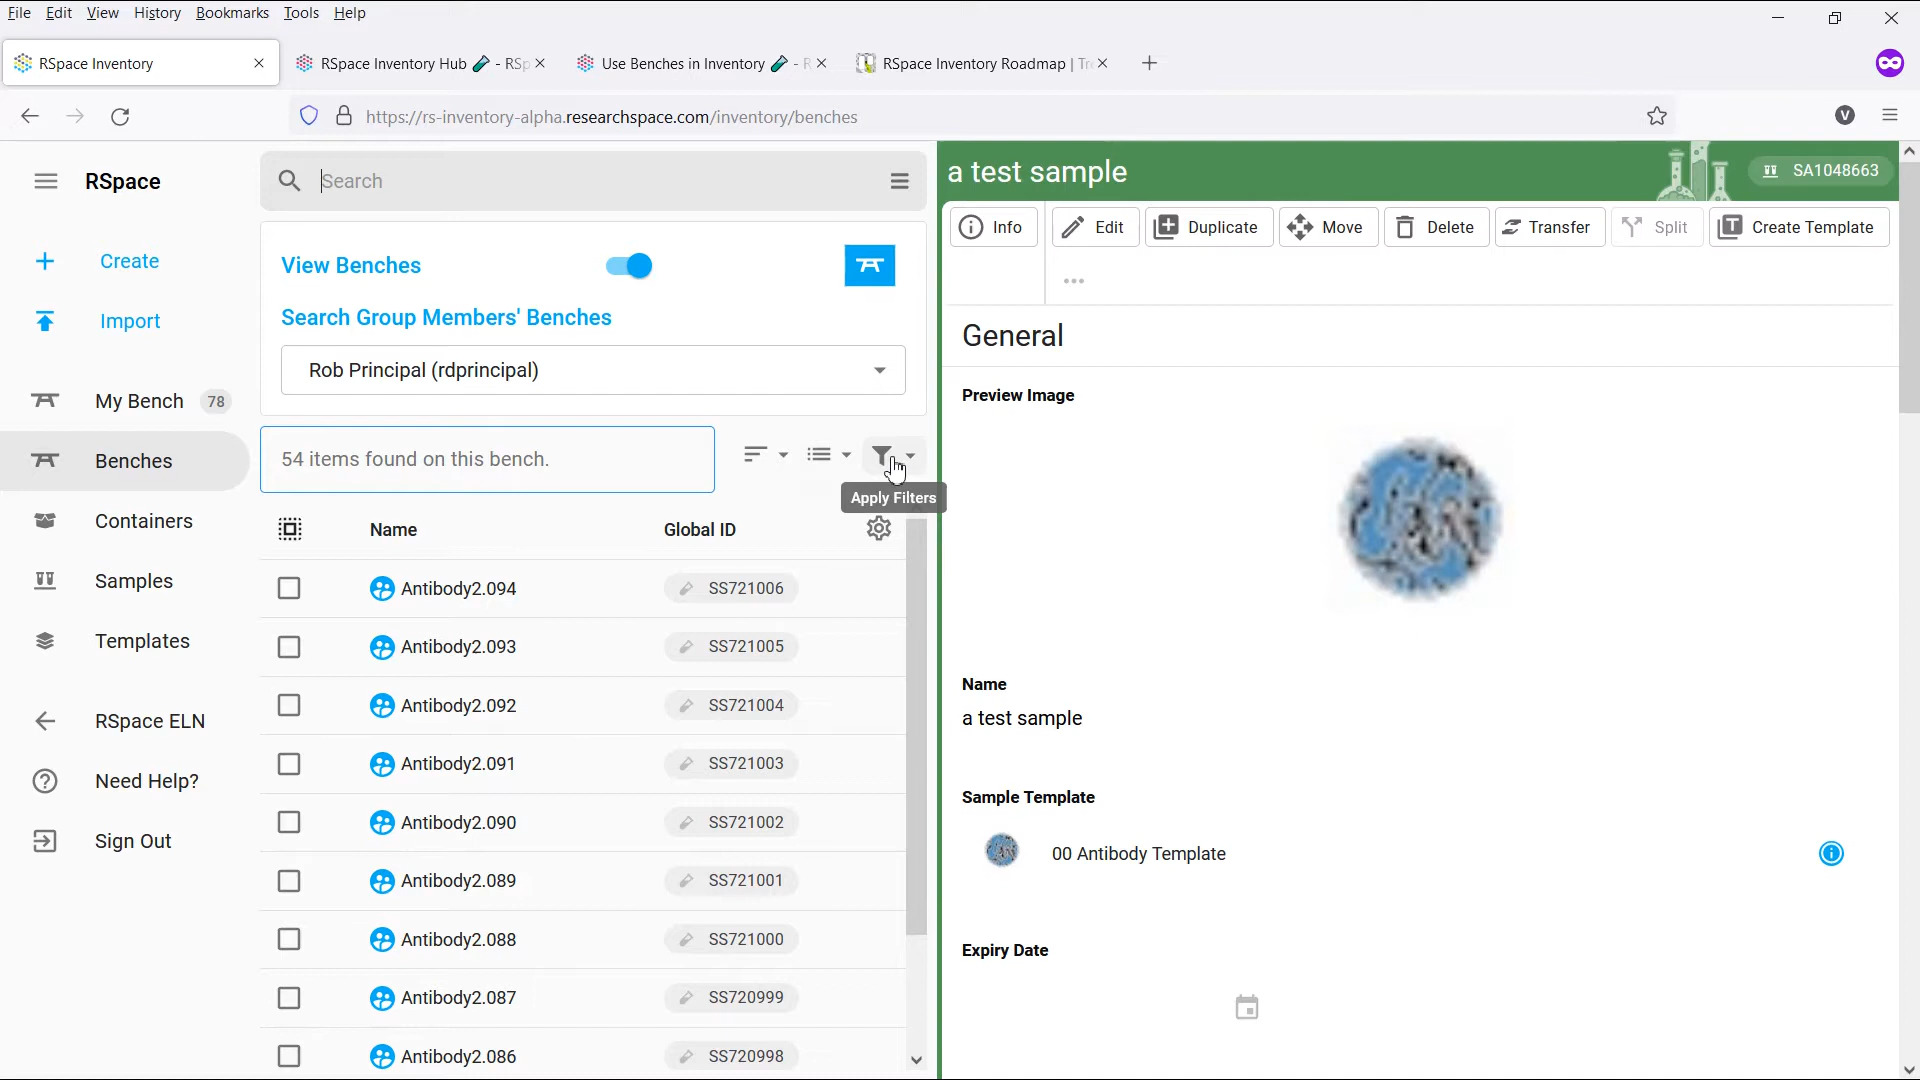 File Edit View History Bookmarks Tools Help
RSpace Inventory
RSpace Inventory Hub - RSp
Use Benches in Inventory - R
RSpace Inventory Roadmap | Tre
https://rs-inventory-alpha.researchspace.com/inventory/benches
V
RSpace
Create
Import
My Bench 78
Benches
Containers
Samples
Templates
RSpace ELN
Need Help?
Sign Out
Search
View Benches
Search Group Members' Benches
Rob Principal (rdprincipal)
54 items found on this bench.
Apply Filters
Name Global ID
Antibody2.094 SS721006
Antibody2.093 SS721005
Antibody2.092 SS721004
Antibody2.091 SS721003
Antibody2.090 SS721002
Antibody2.089 SS721001
Antibody2.088 SS721000
Antibody2.087 SS720999
Antibody2.086 SS720998
a test sample
SA1048663
Info Edit Duplicate Move Delete Transfer Split Create Template
General
Preview Image
Name
a test sample
Sample Template
00 Antibody Template
Expiry Date